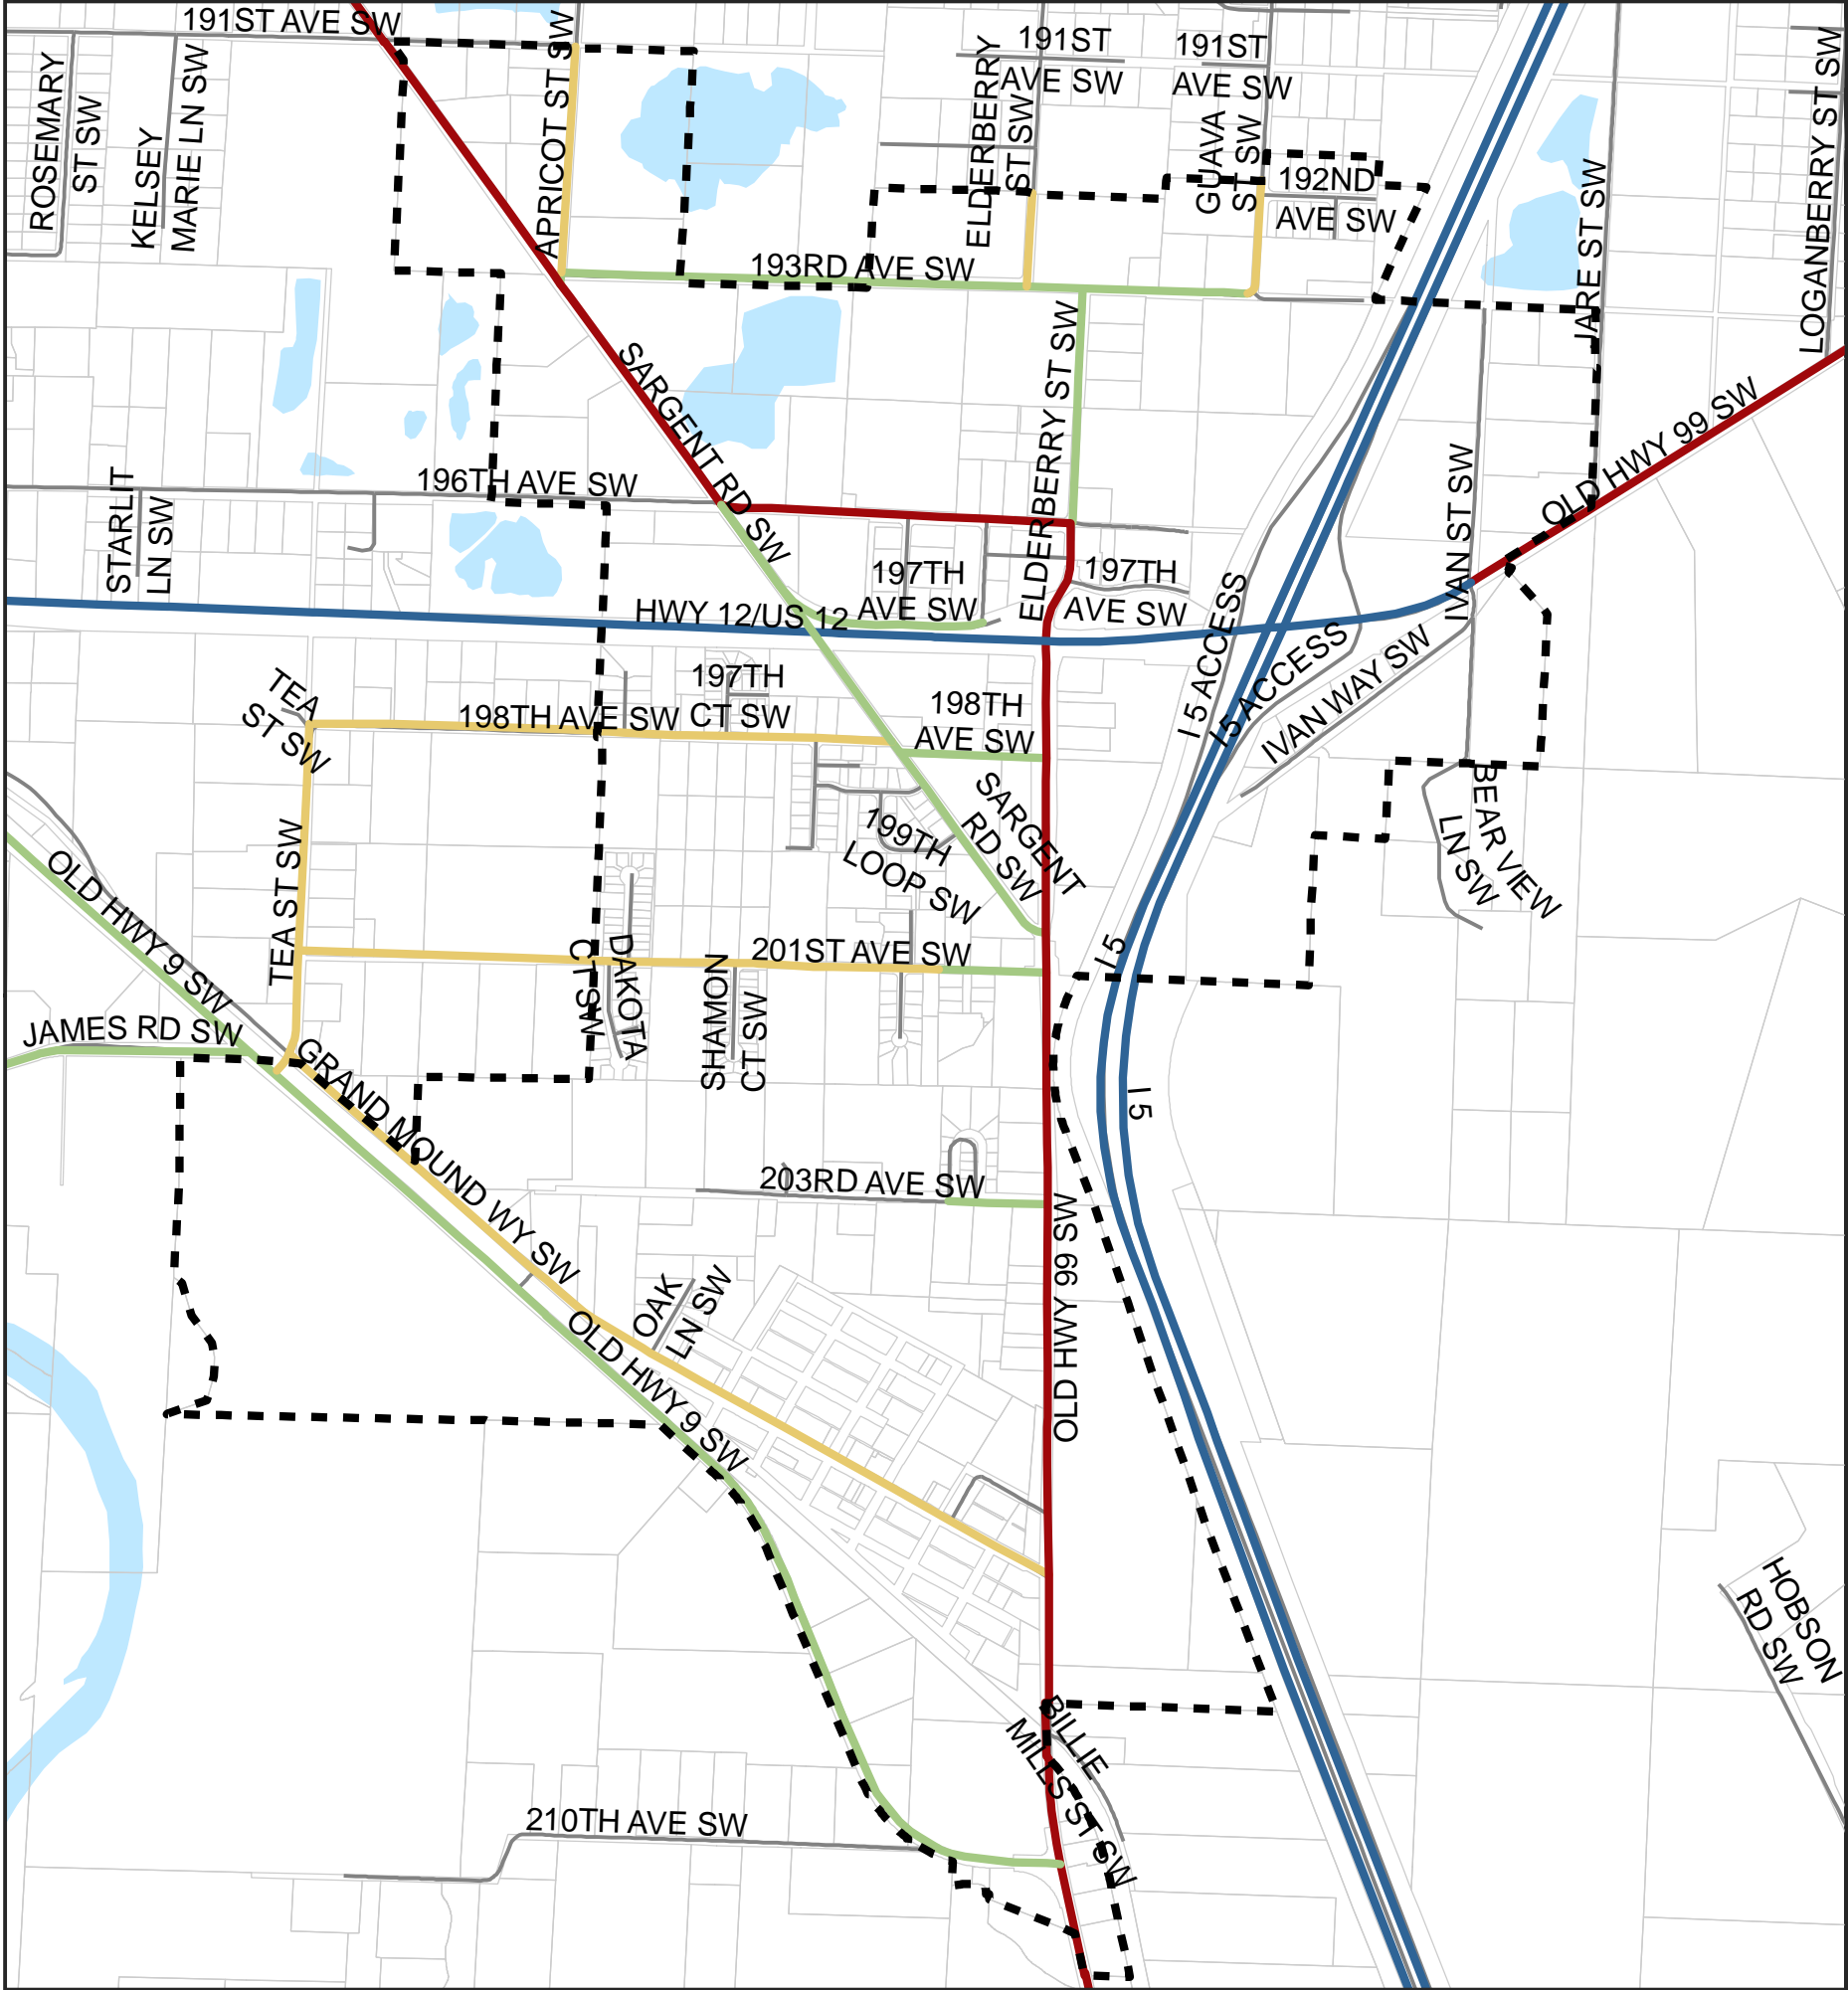 191ST AVE SW
ROSEMARY
ST SW
KELSEY
MARIE LN SW
APRICOT ST SW
ELDERBERRY
ST SW
191ST
AVE SW
191ST
AVE SW
GUAVA
ST SW
192ND
AVE SW
JARE ST SW
LOGANBERRY ST SW
193RD AVE SW
SARGENT RD SW
ELDERBERRY ST SW
196TH AVE SW
STARLIT
LN SW
197TH
AVE SW
197TH
AVE SW
IVAN ST SW
OLD HWY 99 SW
HWY 12/US 12
I 5 ACCESS
I 5 ACCESS
IVAN WAY SW
TEA
ST SW
198TH AVE SW
197TH
CT SW
198TH
AVE SW
SARGENT
RD SW
199TH
LOOP SW
BEAR VIEW
LN SW
OLD HWY 9 SW
TEA ST SW
201ST AVE SW
DAKOTA
CT SW
SHAMON
CT SW
I 5
JAMES RD SW
GRAND MOUND WY SW
I 5
203RD AVE SW
OLD HWY 99 SW
OAK
LN SW
OLD HWY 9 SW
HOBSON
RD SW
BILLIE
MILLS ST SW
210TH AVE SW